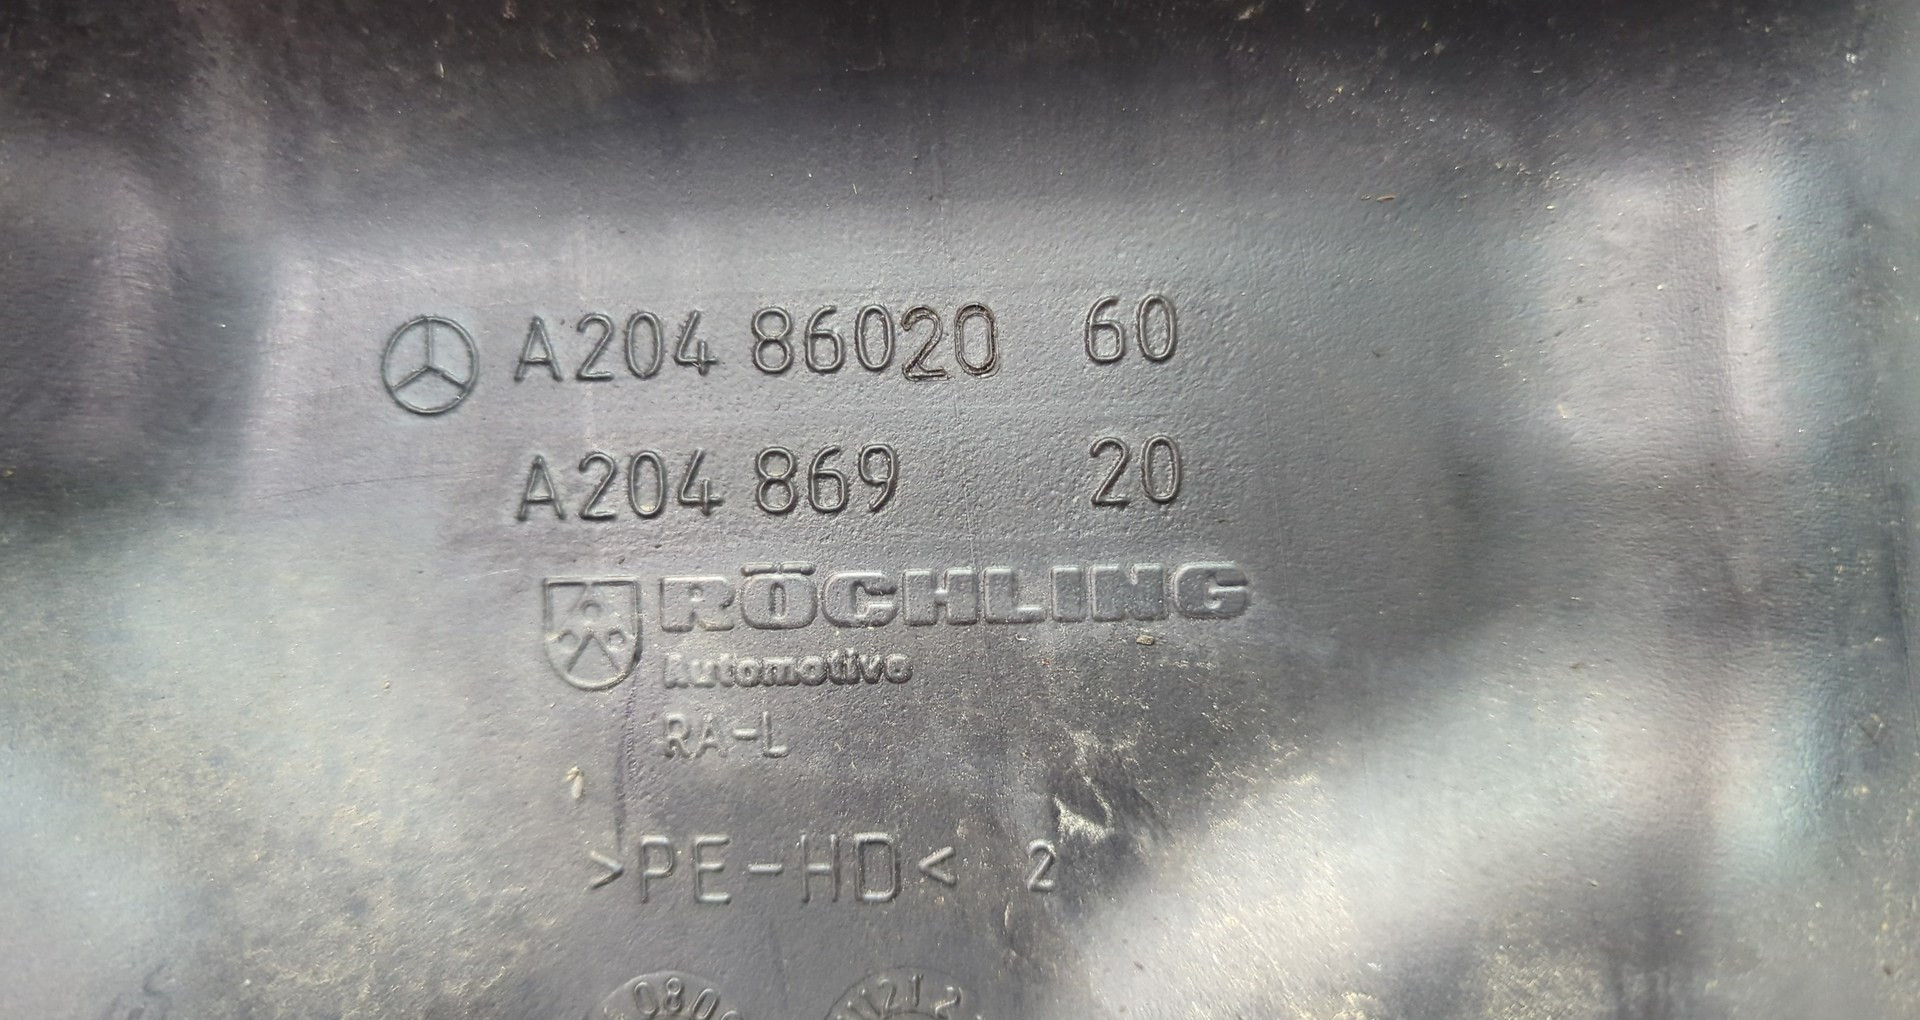 A204 86020 60
A204 869 20
RÖCHLING
Automotive
RA-L
>PE-HD< 2